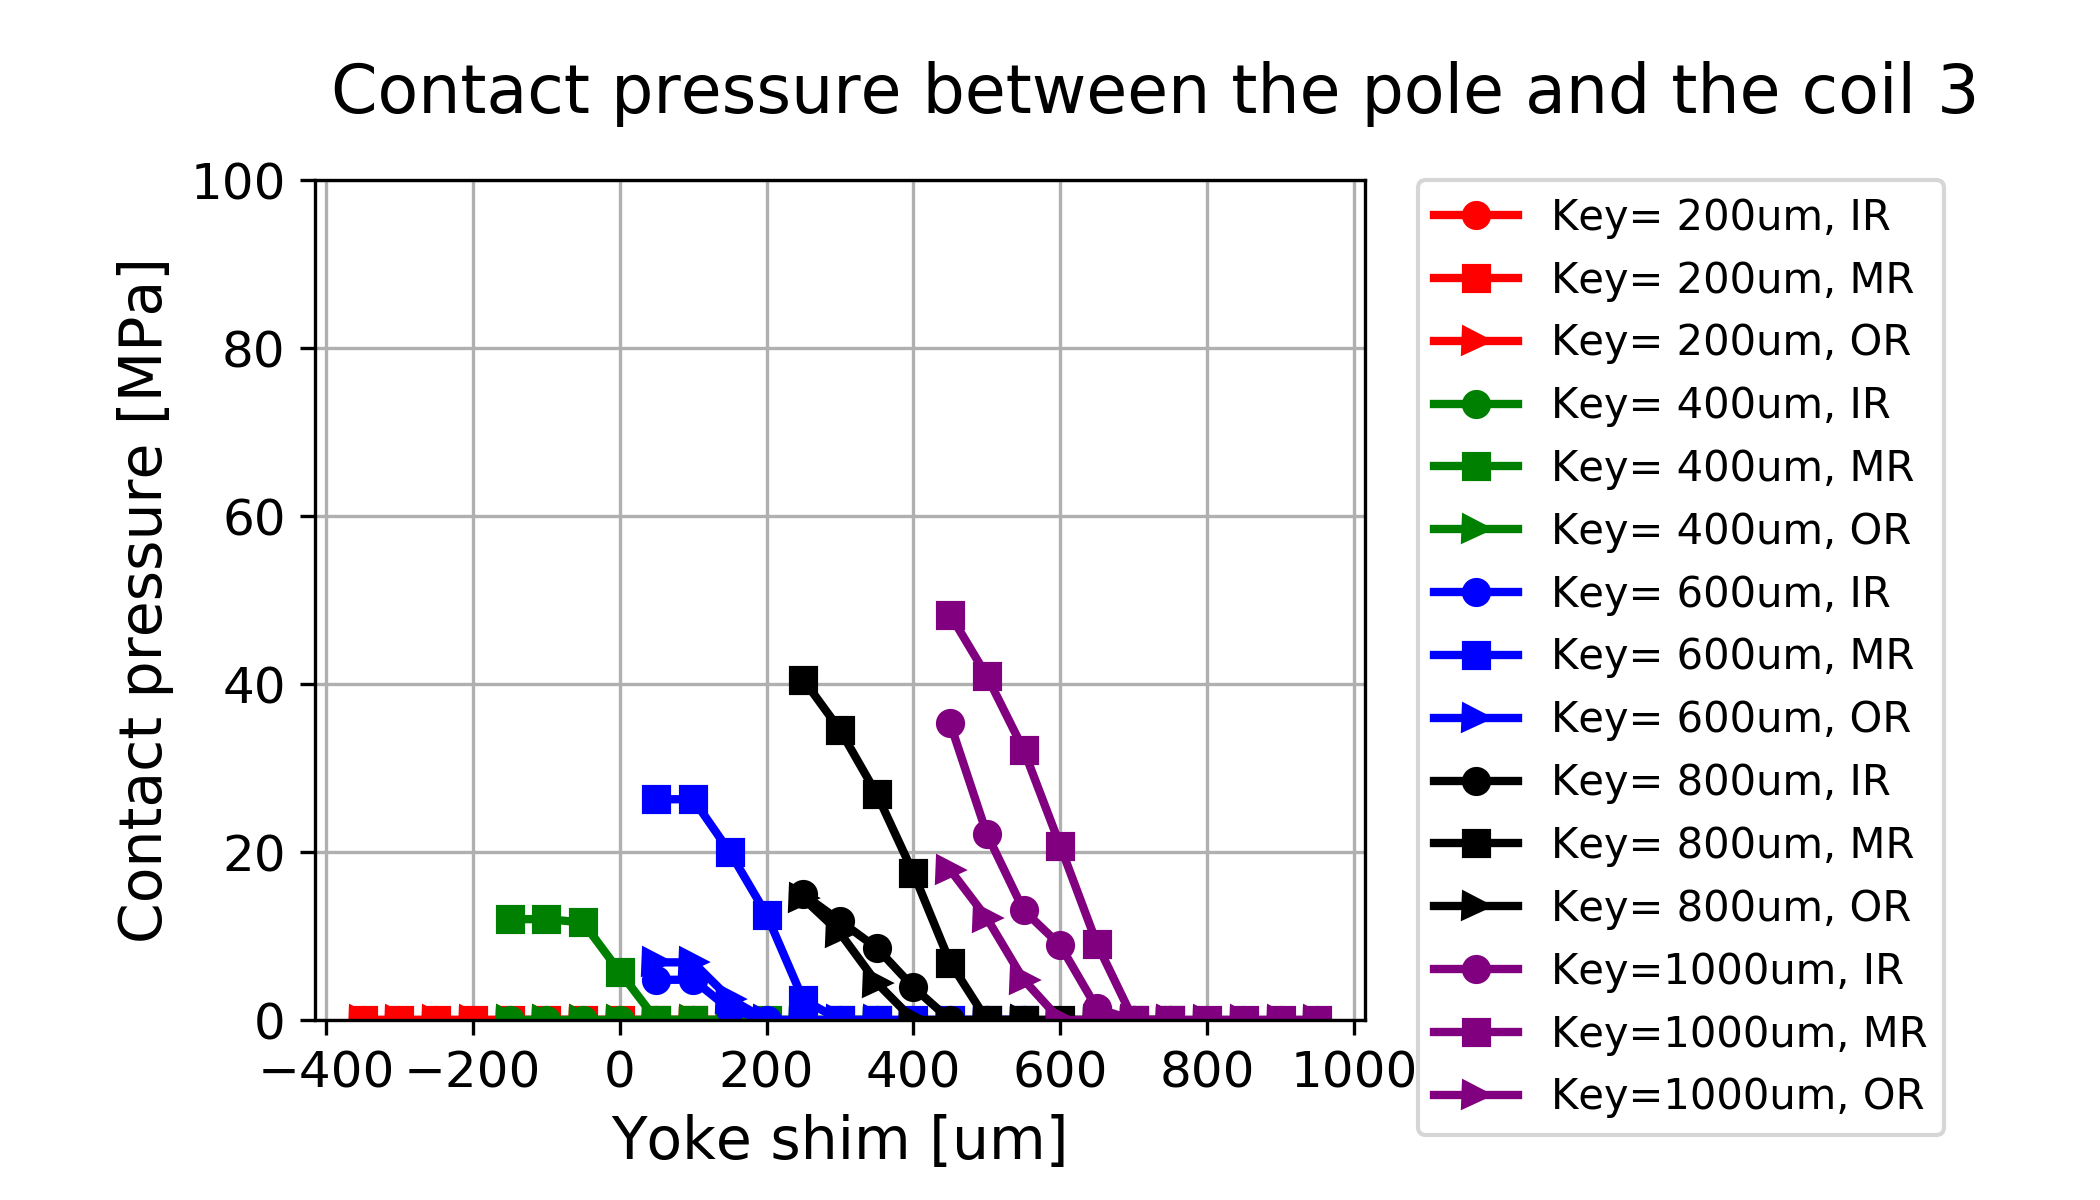 Contact pressure between the pole and the coil 3
Contact pressure [MPa]
100
80
60
40
20
0
−400 −200 0 200 400 600 800 1000
Yoke shim [um]
Key= 200um, IR
Key= 200um, MR
Key= 200um, OR
Key= 400um, IR
Key= 400um, MR
Key= 400um, OR
Key= 600um, IR
Key= 600um, MR
Key= 600um, OR
Key= 800um, IR
Key= 800um, MR
Key= 800um, OR
Key=1000um, IR
Key=1000um, MR
Key=1000um, OR